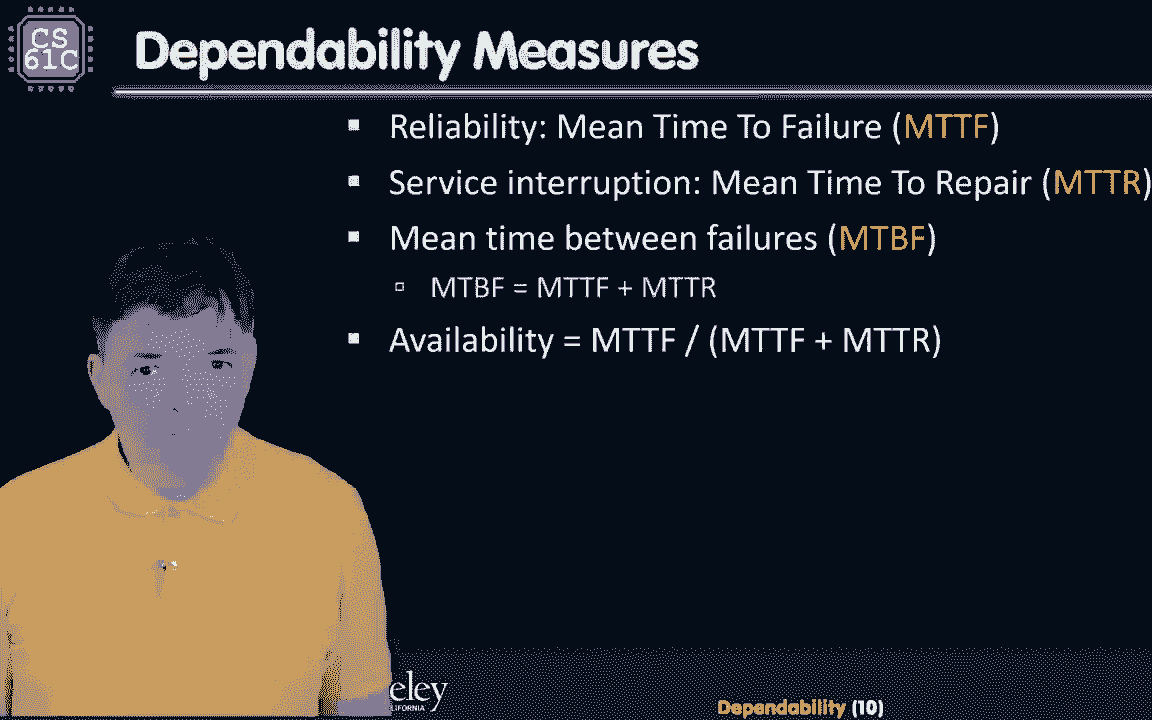 CS
61C
Dependability Measures
Reliability: Mean Time To Failure (MTTF)
Service interruption: Mean Time To Repair (MTTR)
Mean time between failures (MTBF)
MTBF = MTTF + MTTR
Availability = MTTF / (MTTF + MTTR)
eley
IFORNIA
Dependability (10)